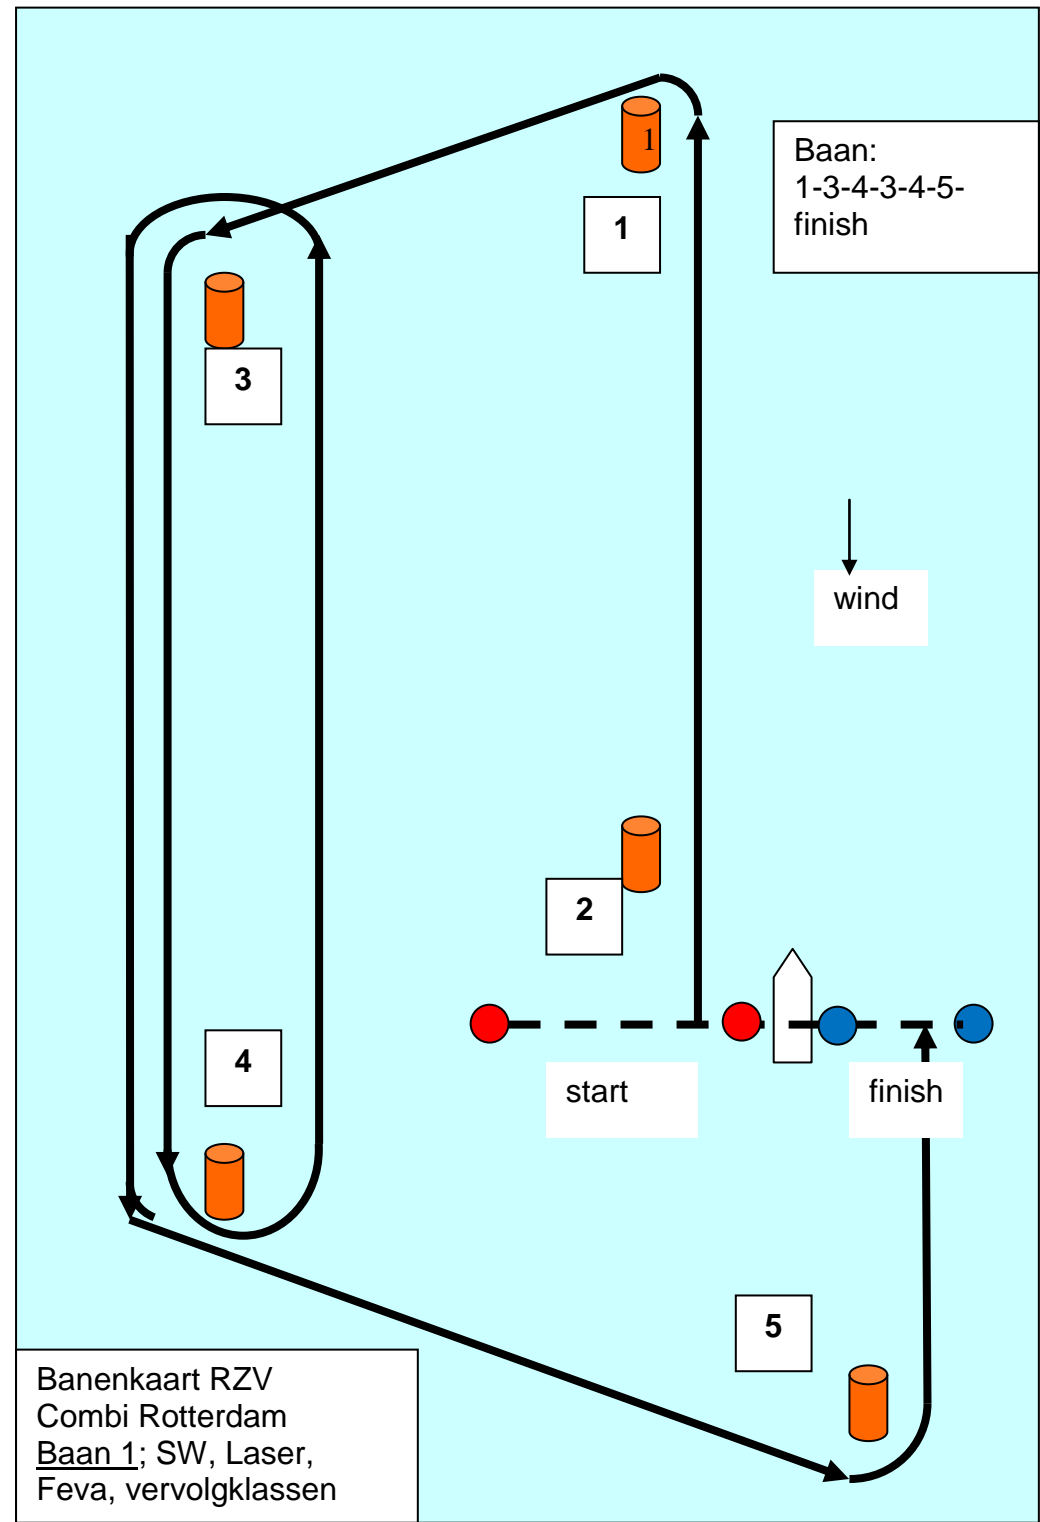 1
Baan:
1-3-4-3-4-5-
finish
1
3
wind
2
4
start
finish
5
Banenkaart RZV
Combi Rotterdam
Baan 1; SW, Laser,
Feva, vervolgklassen